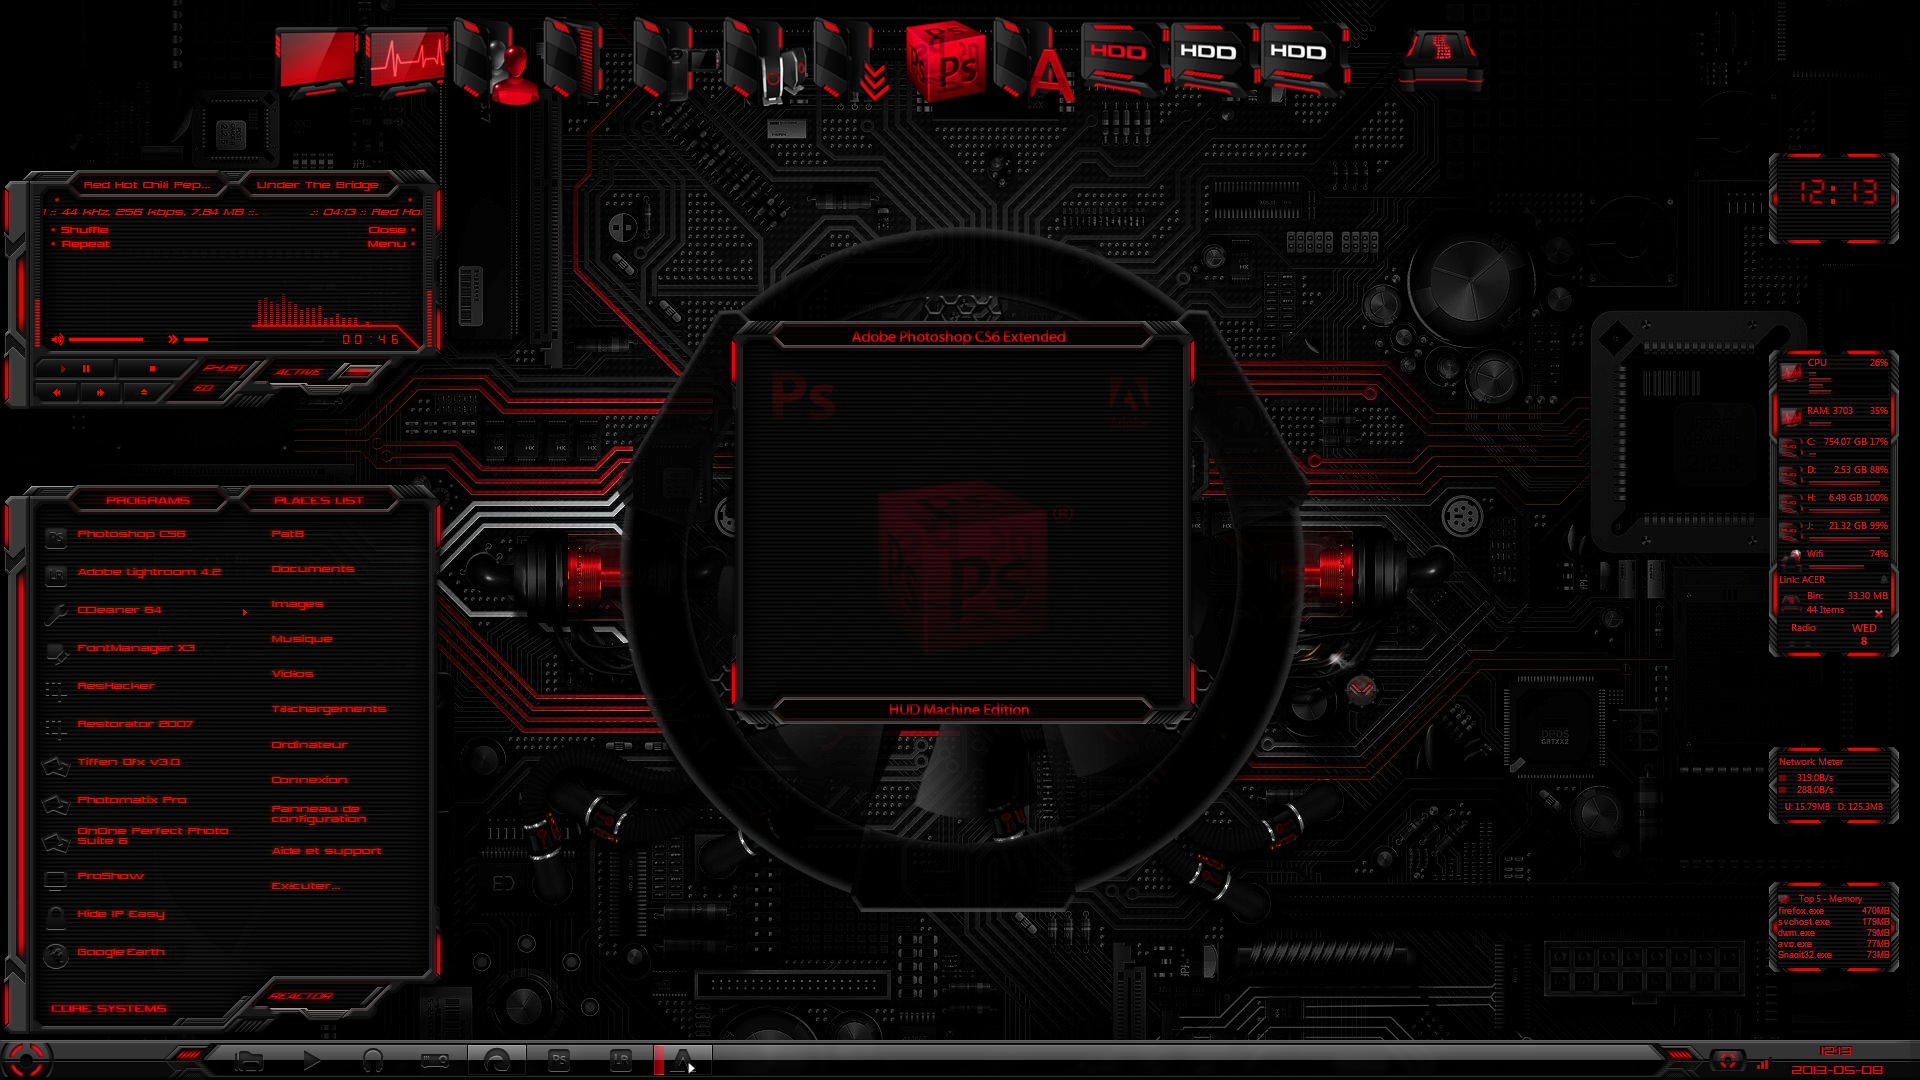 HDD
HDD
HDD
Red Hot Chili Pep...
Under The Bridge
:: 44 kHz, 256 kbps, 7.84 MB ::.
.:: 04:13 :: Red Ho
Shuffle
Close
Repeat
Menu
00:46
P-LIST
EQ
ACTIVE
12:13
Adobe Photoshop CS6 Extended
Ps
Ps
®
HUD Machine Edition
PROGRAMS
PLACES LIST
Photoshop CS6
Adobe Lightroom 4.2
CCleaner 64
FontManager X3
ResHacker
Restorator 2007
Tiffen Dfx v3.0
Photomatix Pro
OnOne Perfect Photo
Suite 6
ProShow
Hide IP Easy
Google Earth
Pat8
Documents
Images
Musique
Vidéos
Téléchargements
Ordinateur
Connexion
Panneau de
configuration
Aide et support
Exécuter...
CORE SYSTEMS
REACTOR
CPU 26%
RAM: 3703 35%
C: 754.07 GB 17%
D: 2.53 GB 88%
H: 6.49 GB 100%
J: 21.32 GB 99%
Wifi 74%
Link: ACER
Bin: 33.30 MB
44 Items
Radio
WED
8
Network Meter
319.0B/s
288.0B/s
U: 15.79MB D: 125.3MB
Top 5 - Memory
firefox.exe 470MB
svchost.exe 179MB
dwm.exe 79MB
avp.exe 77MB
Snagit32.exe 73MB
Ps
LR
12:13
2013-05-08